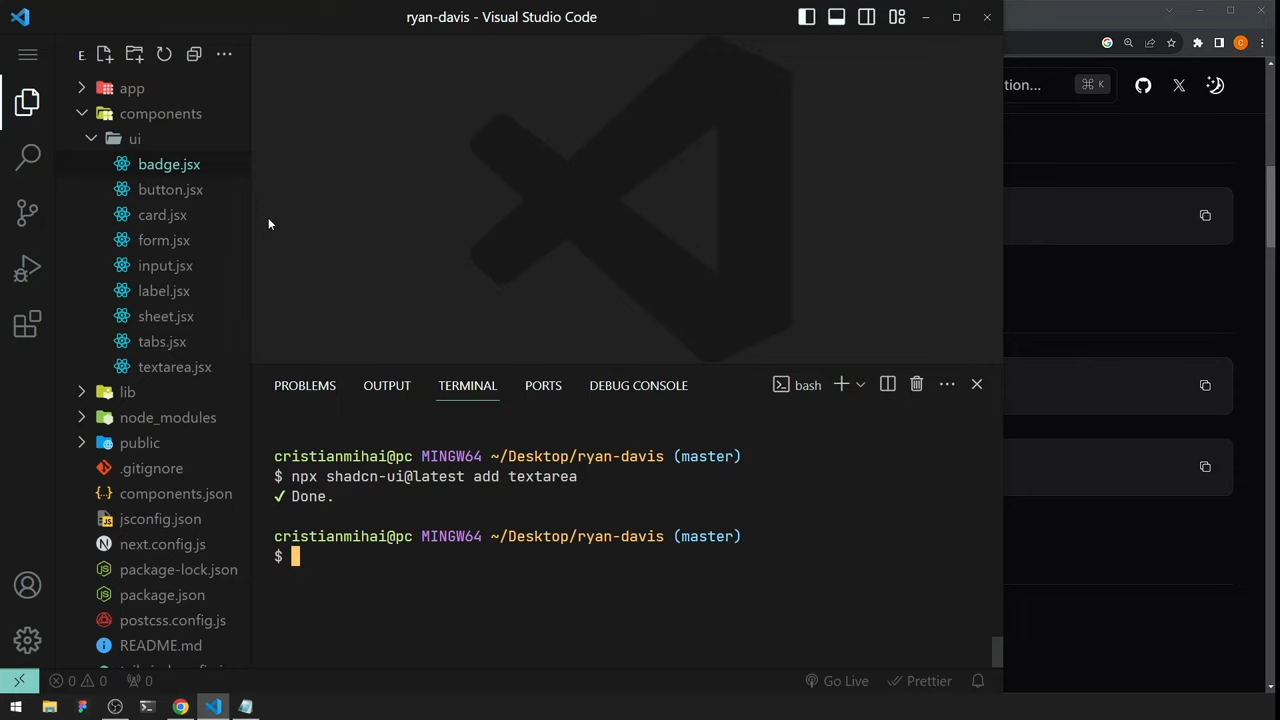 ryan-davis - Visual Studio Code
E.
app
components
ui
badge.jsx
button.jsx
card.jsx
form.jsx
input.jsx
label.jsx
sheet.jsx
tabs.jsx
textarea.jsx
lib
node_modules
public
.gitignore
components.json
jsconfig.json
next.config.js
package-lock.json
package.json
postcss.config.js
README.md
PROBLEMS
OUTPUT
TERMINAL
PORTS
DEBUG CONSOLE
bash
cristianmihai@pc MINGW64 ~/Desktop/ryan-davis (master)
$ npx shadcn-ui@latest add textarea
✓ Done.
cristianmihai@pc MINGW64 ~/Desktop/ryan-davis (master)
$
0 0 0
Go Live
Prettier
tion...
⌘ K
C